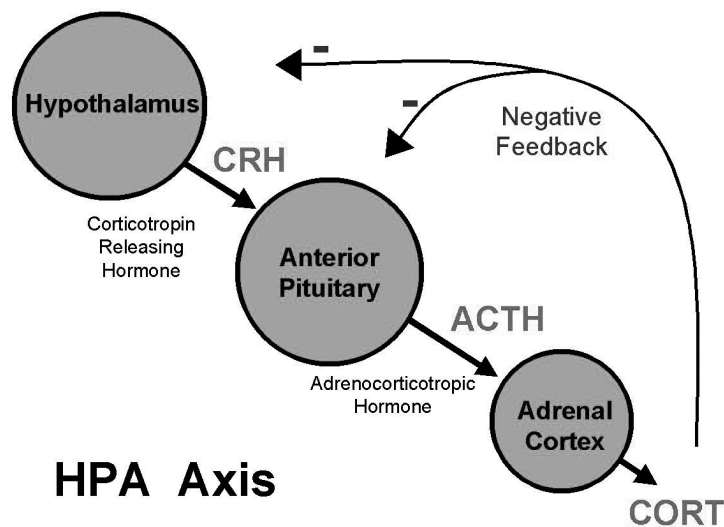 -
Hypothalamus
-
Negative
Feedback
CRH
Corticotropin
Releasing
Hormone
Anterior
Pituitary
ACTH
Adrenocorticotropic
Hormone
Adrenal
Cortex
HPA Axis
CORT